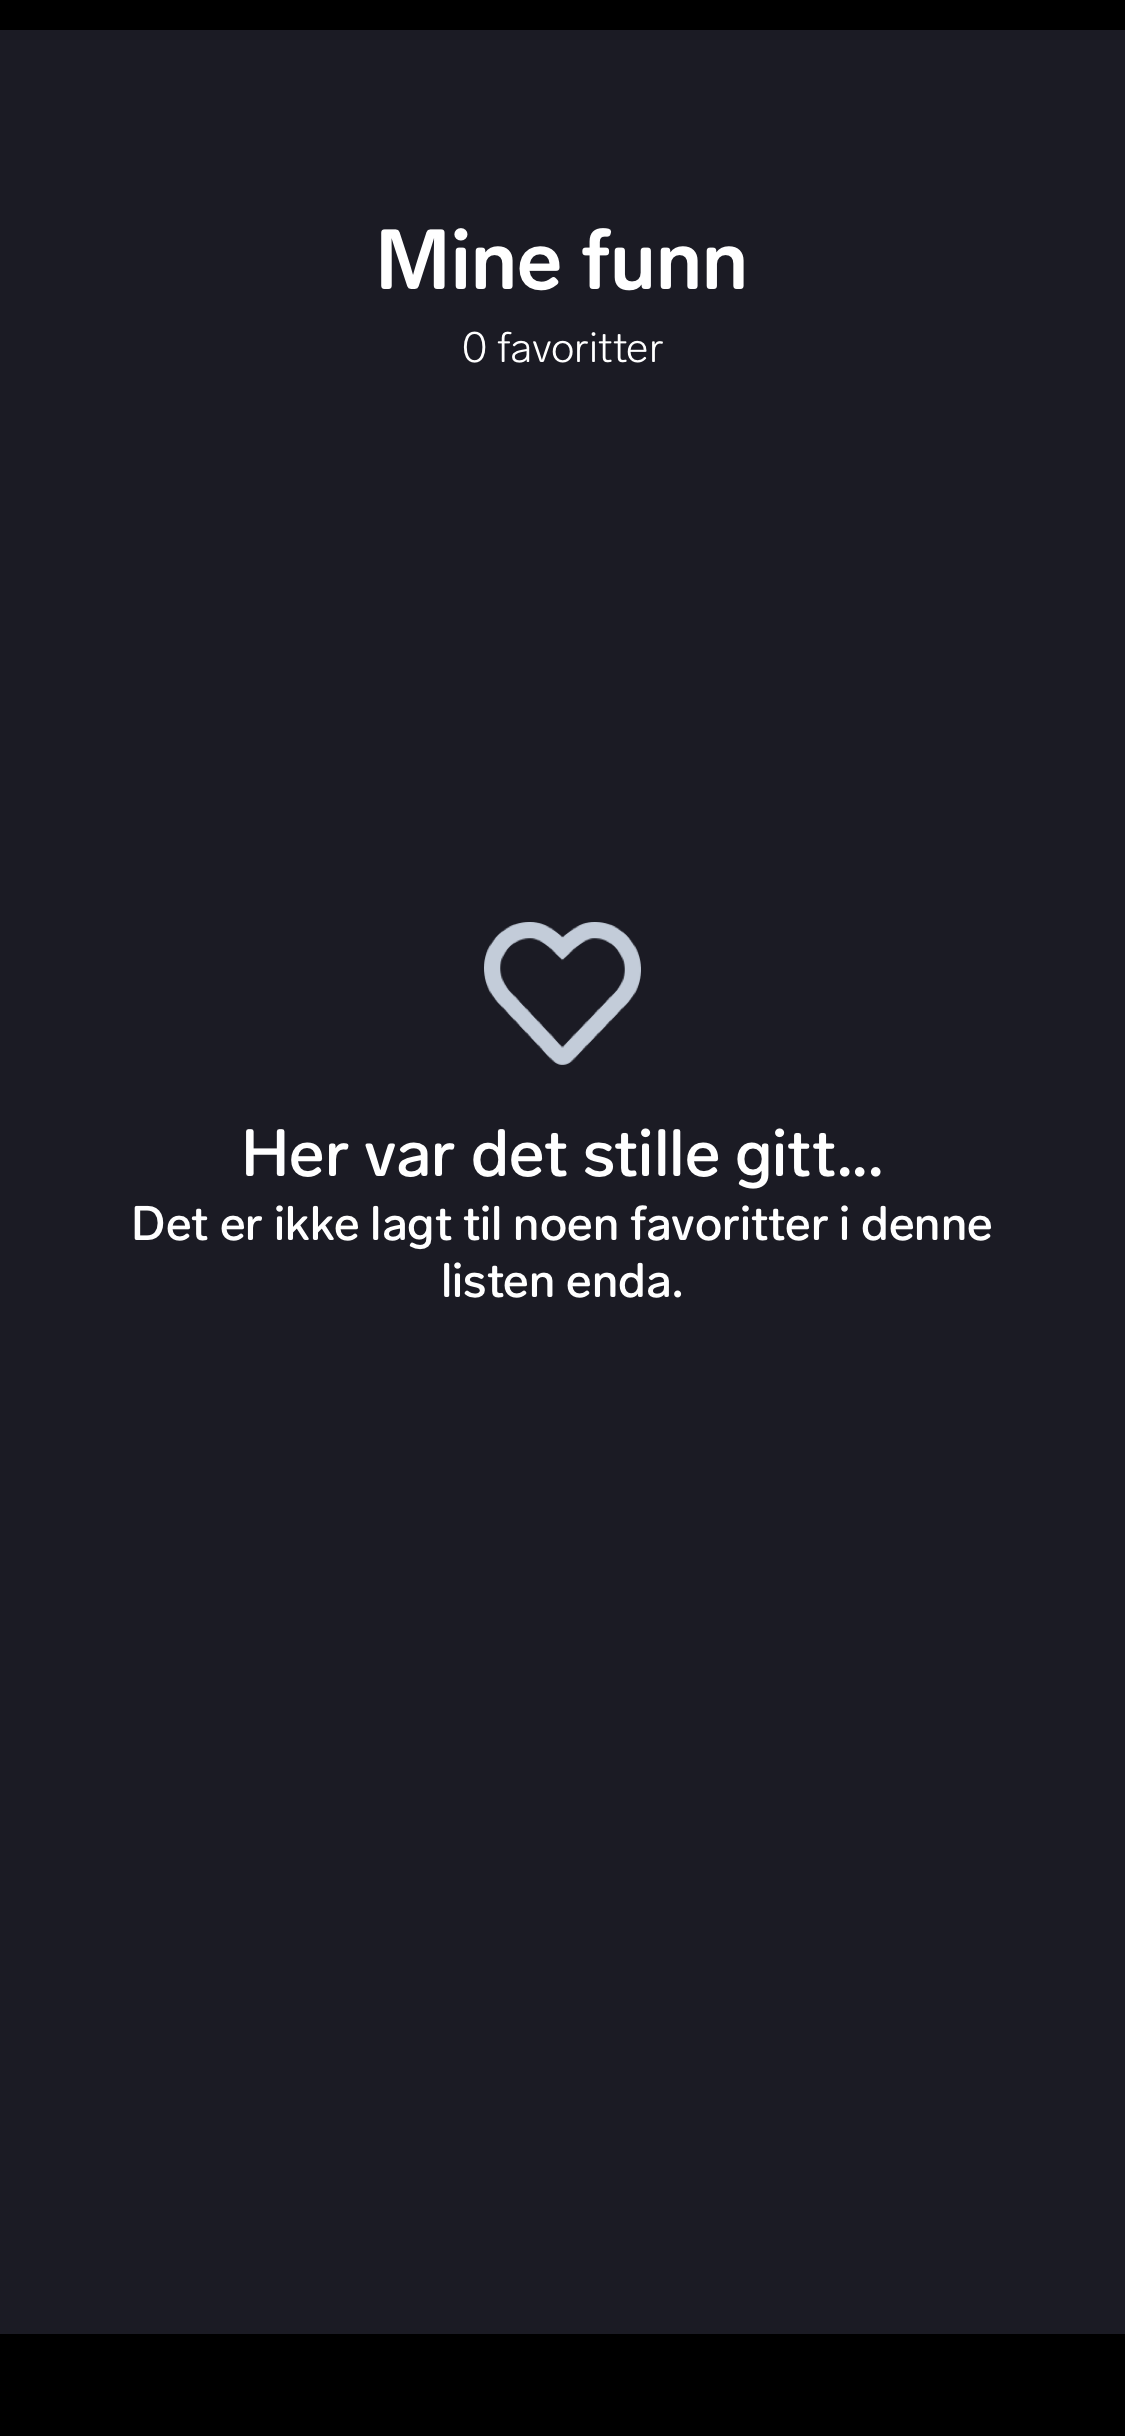 Mine funn
0 favoritter
Her var det stille gitt...
Det er ikke lagt til noen favoritter i denne
listen enda.